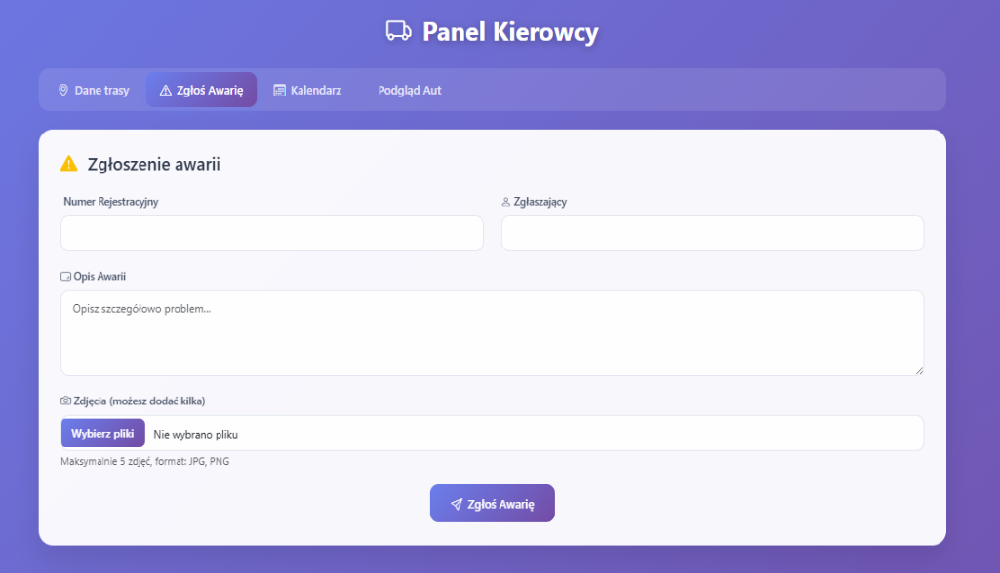 Panel Kierowcy
Dane trasy Zgłoś Awarię Kalendarz Podgląd Aut
Zgłoszenie awarii
Numer Rejestracyjny Zgłaszający
Opis Awarii
Opisz szczegółowo problem...
Zdjęcia (możesz dodać kilka)
Wybierz pliki Nie wybrano pliku
Maksymalnie 5 zdjęć, format: JPG, PNG
Zgłoś Awarię